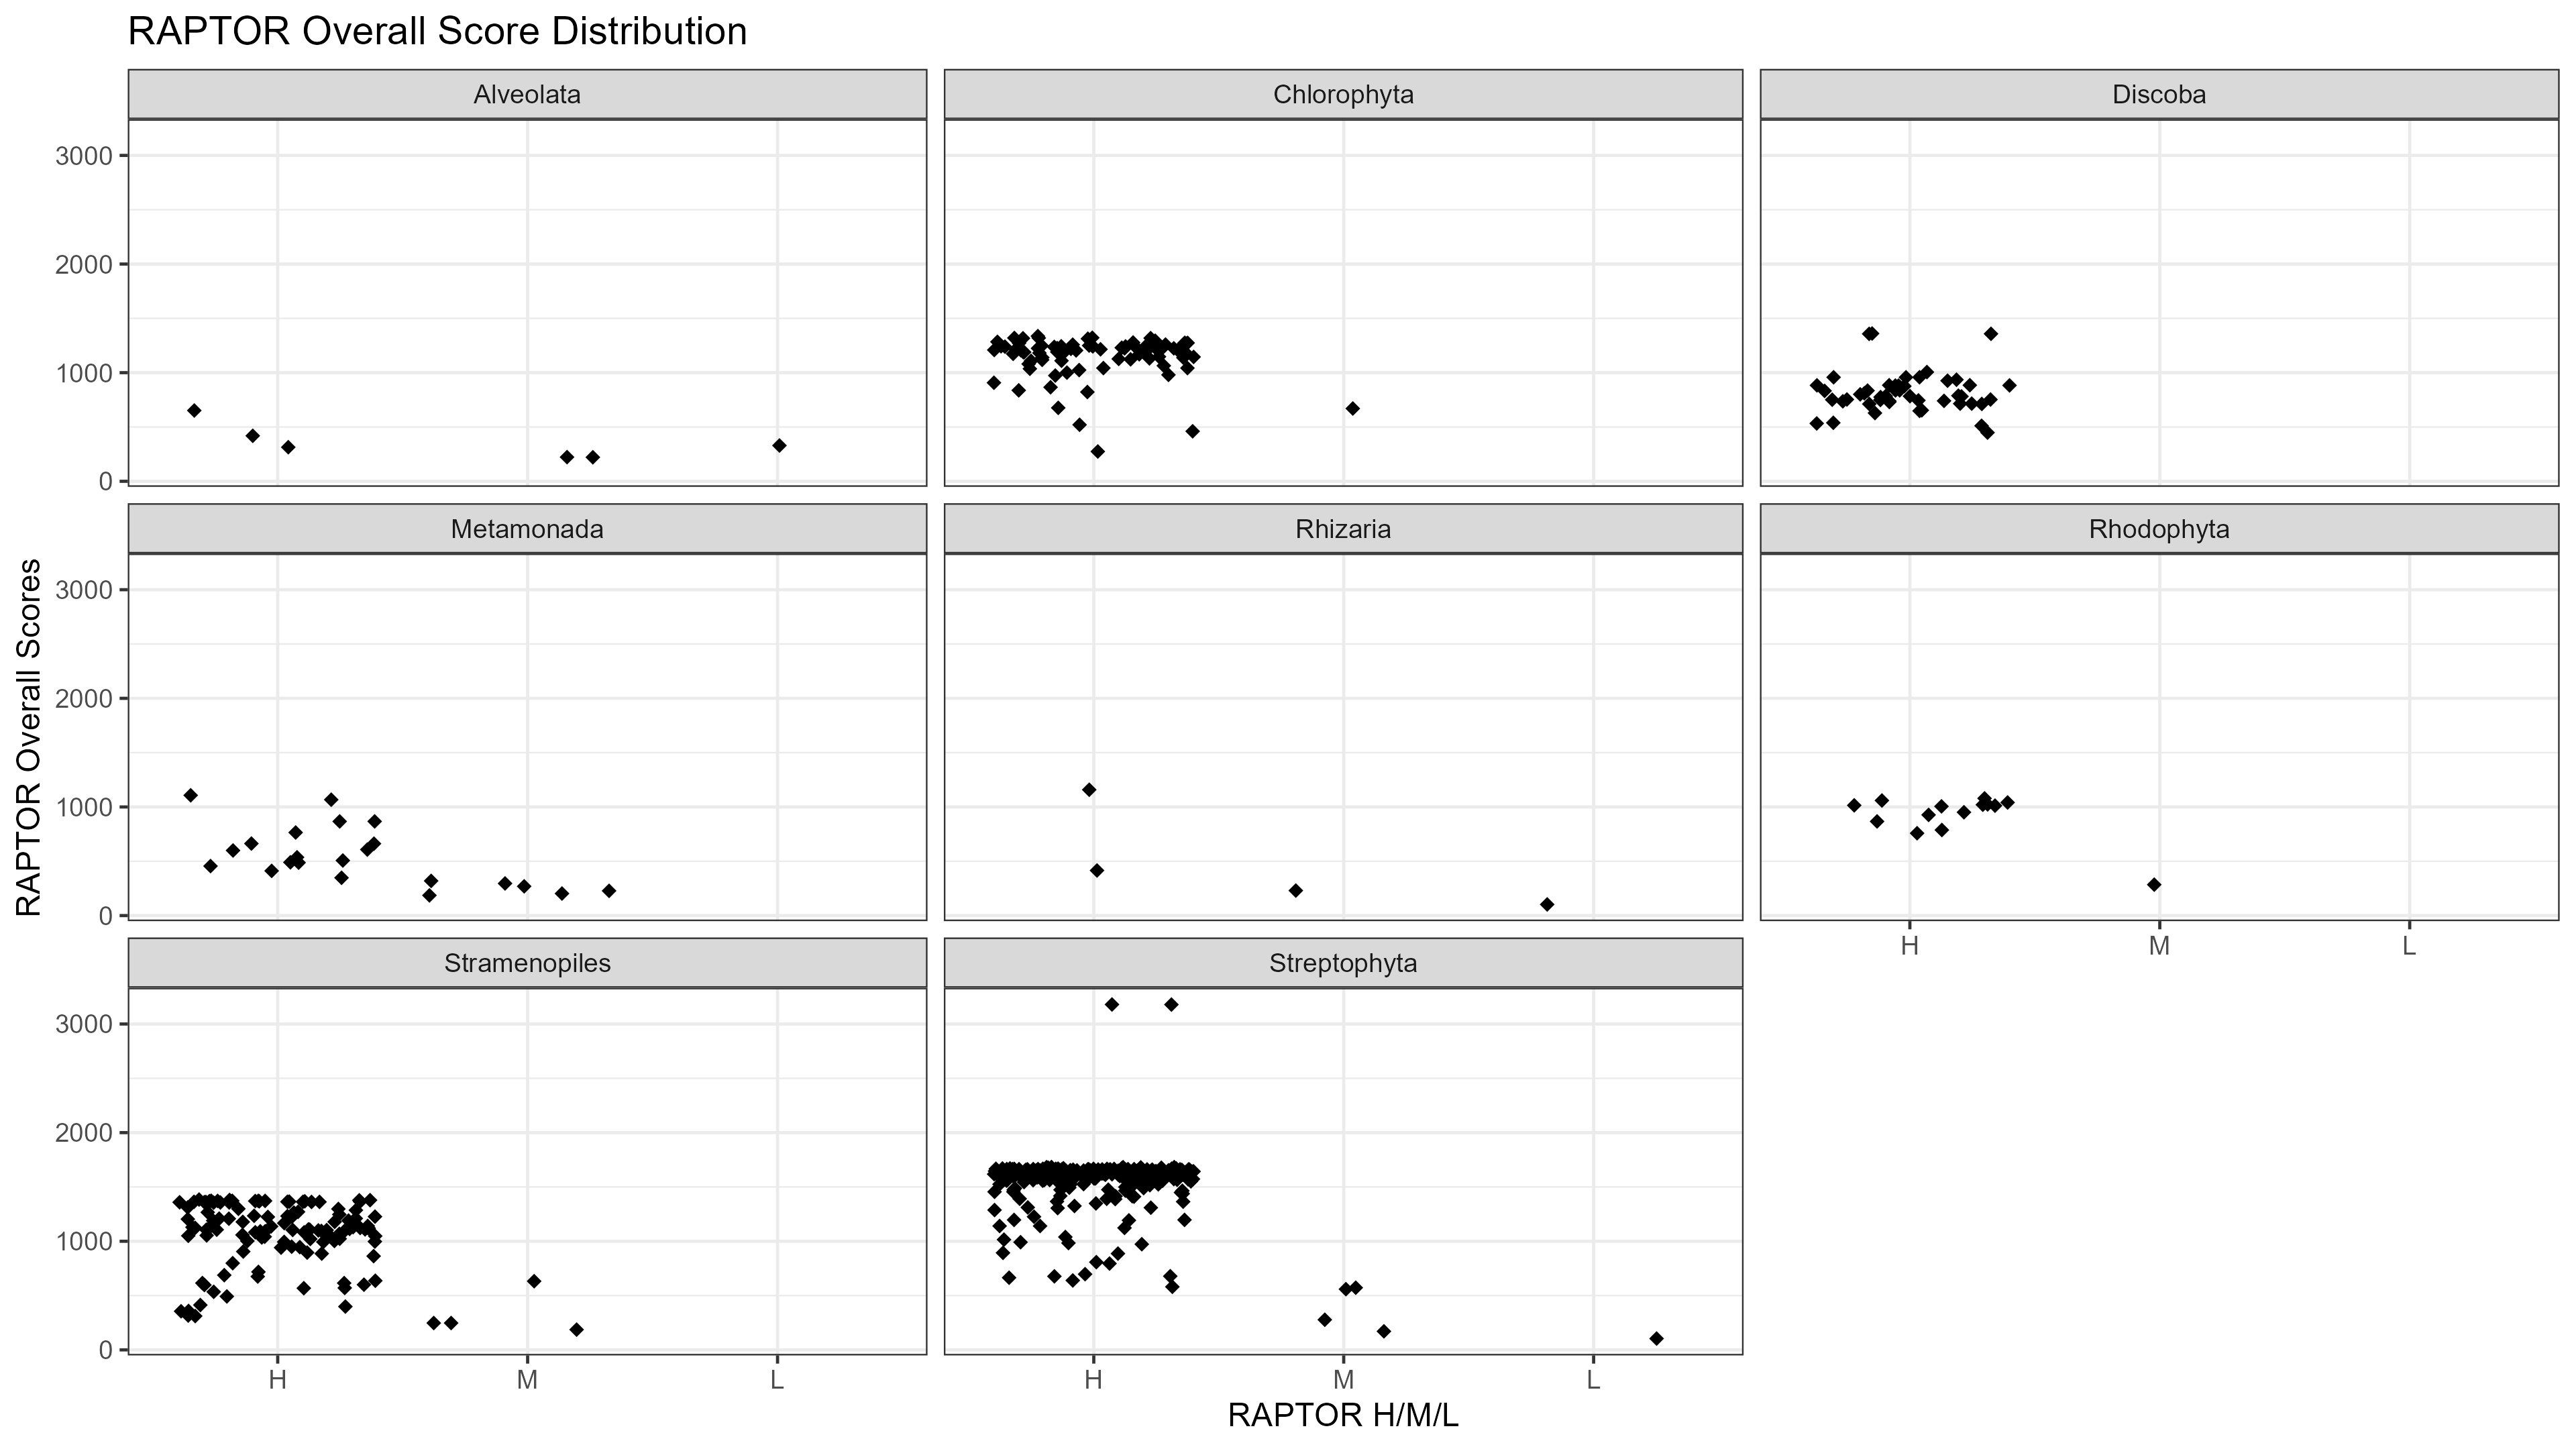 RAPTOR Overall Score Distribution
Alveolata
Chlorophyta
Discoba
3000
2000
1000
0
Metamonada
Rhizaria
Rhodophyta
3000
2000
1000
0
H M L
Stramenopiles
Streptophyta
3000
2000
1000
0
H M L
H M L
RAPTOR Overall Scores
RAPTOR H/M/L